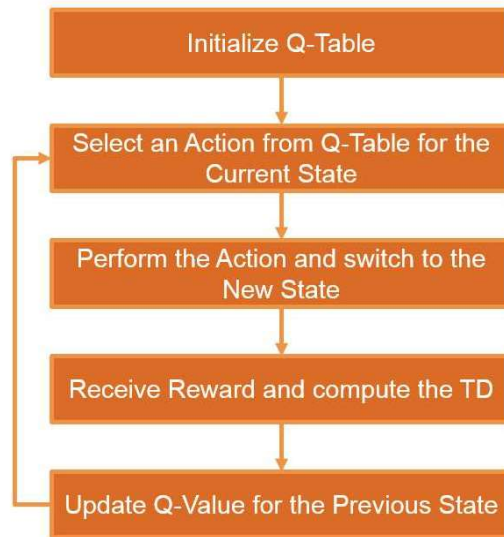 Initialize Q-Table
Select an Action from Q-Table for the
Current State
Perform the Action and switch to the
New State
Receive Reward and compute the TD
Update Q-Value for the Previous State